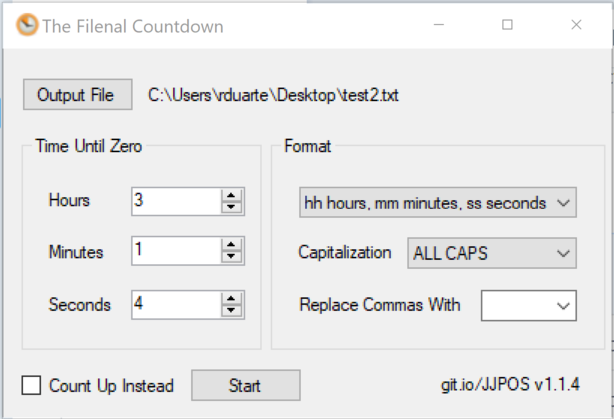 The Filenal Countdown
Output File C:\Users\rduarte\Desktop\test2.txt
Time Until Zero
Hours 3
Minutes 1
Seconds 4
Format
hh hours, mm minutes, ss seconds
Capitalization ALL CAPS
Replace Commas With
Count Up Instead Start git.io/JJPOS v1.1.4